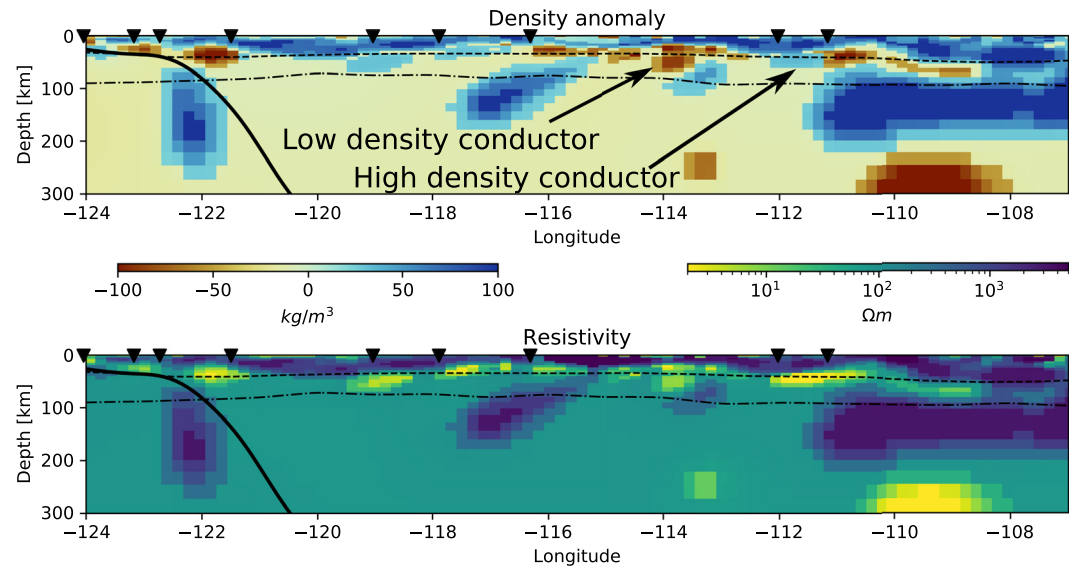 Density anomaly
0
100
200
300
Depth [km]
Low density conductor
High density conductor
−124 −122 −120 −118 −116 −114 −112 −110 −108
Longitude
−100 −50 0 50 100
kg/m³
10¹ 10² 10³
Ωm
Resistivity
0
100
200
300
Depth [km]
−124 −122 −120 −118 −116 −114 −112 −110 −108
Longitude